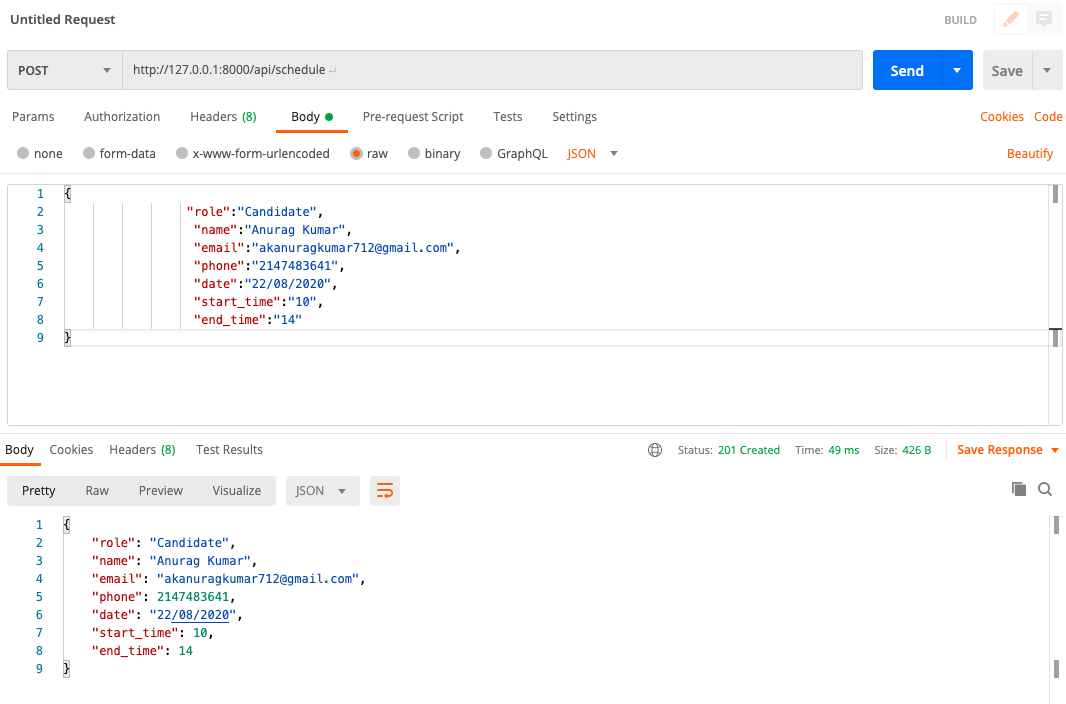 Untitled Request
BUILD
POST
http://127.0.0.1:8000/api/schedule
Send
Save
Params Authorization Headers (8) Body Pre-request Script Tests Settings Cookies Code
none form-data x-www-form-urlencoded raw binary GraphQL JSON Beautify
1 {
2 "role":"Candidate",
3 "name":"Anurag Kumar",
4 "email":"akanuragkumar712@gmail.com",
5 "phone":"2147483641",
6 "date":"22/08/2020",
7 "start_time":"10",
8 "end_time":"14"
9 }
Body Cookies Headers (8) Test Results Status: 201 Created Time: 49 ms Size: 426 B Save Response
Pretty Raw Preview Visualize JSON
1 {
2 "role": "Candidate",
3 "name": "Anurag Kumar",
4 "email": "akanuragkumar712@gmail.com",
5 "phone": 2147483641,
6 "date": "22/08/2020",
7 "start_time": 10,
8 "end_time": 14
9 }